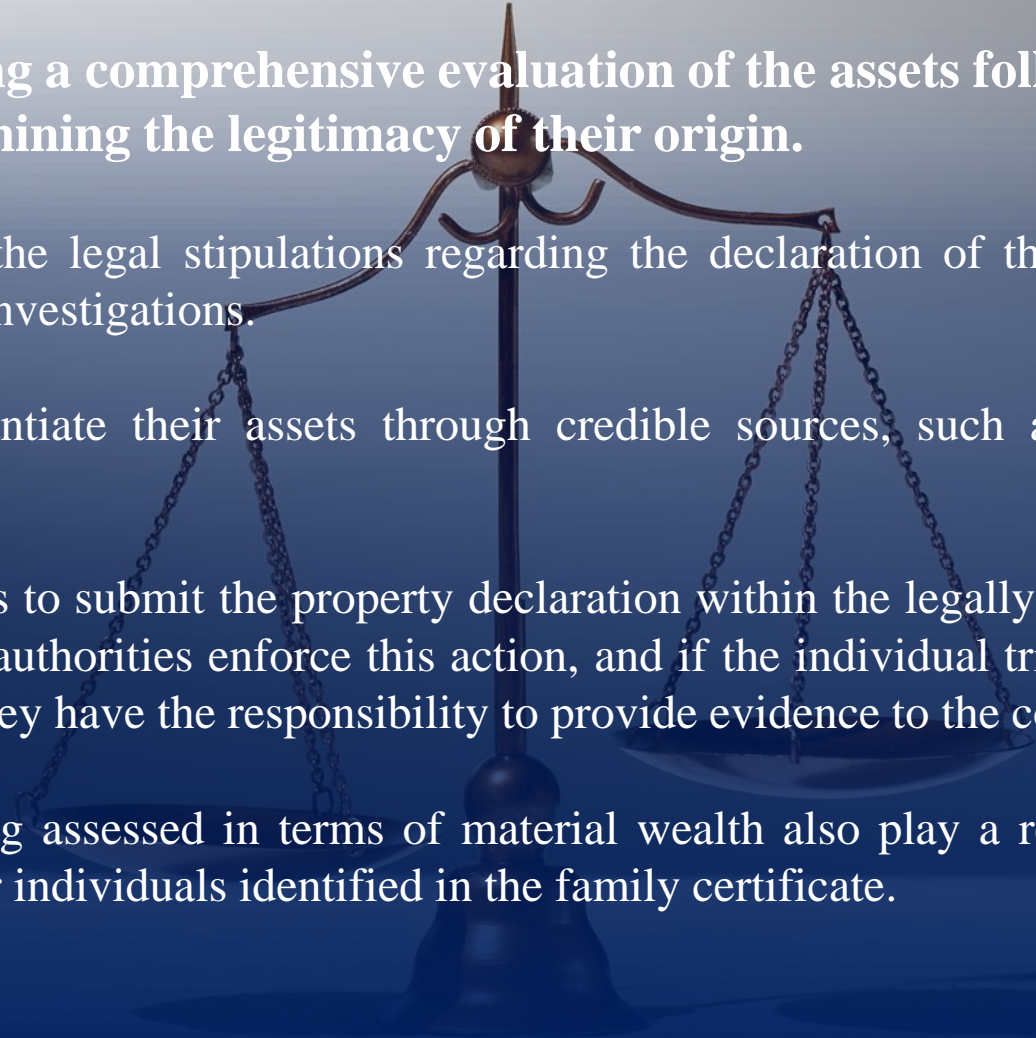 ng a comprehensive evaluation of the assets foll
mining the legitimacy of their origin.
the legal stipulations regarding the declaration of th
nvestigations.
ntiate their assets through credible sources, such a
s to submit the property declaration within the legally
authorities enforce this action, and if the individual tri
ey have the responsibility to provide evidence to the co
g assessed in terms of material wealth also play a r
individuals identified in the family certificate.